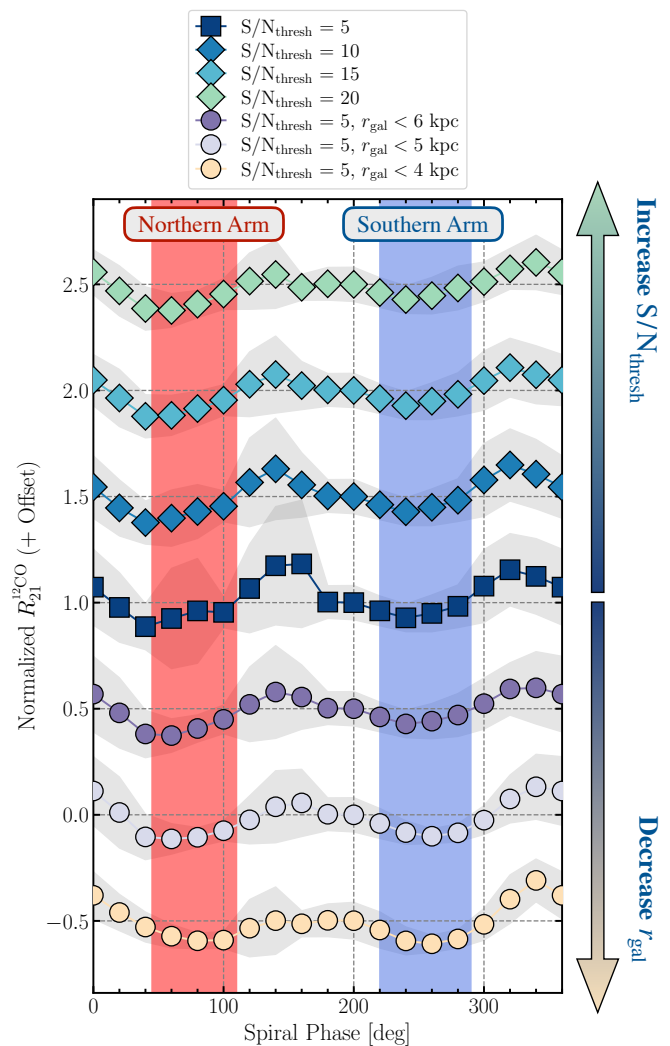 S/N_thresh = 5
S/N_thresh = 10
S/N_thresh = 15
S/N_thresh = 20
S/N_thresh = 5, r_gal < 6 kpc
S/N_thresh = 5, r_gal < 5 kpc
S/N_thresh = 5, r_gal < 4 kpc
Northern Arm
Southern Arm
Increase S/N_thresh
Decrease r_gal
Normalized R_21^12CO (+ Offset)
2.5
2.0
1.5
1.0
0.5
0.0
−0.5
0
100
200
300
Spiral Phase [deg]